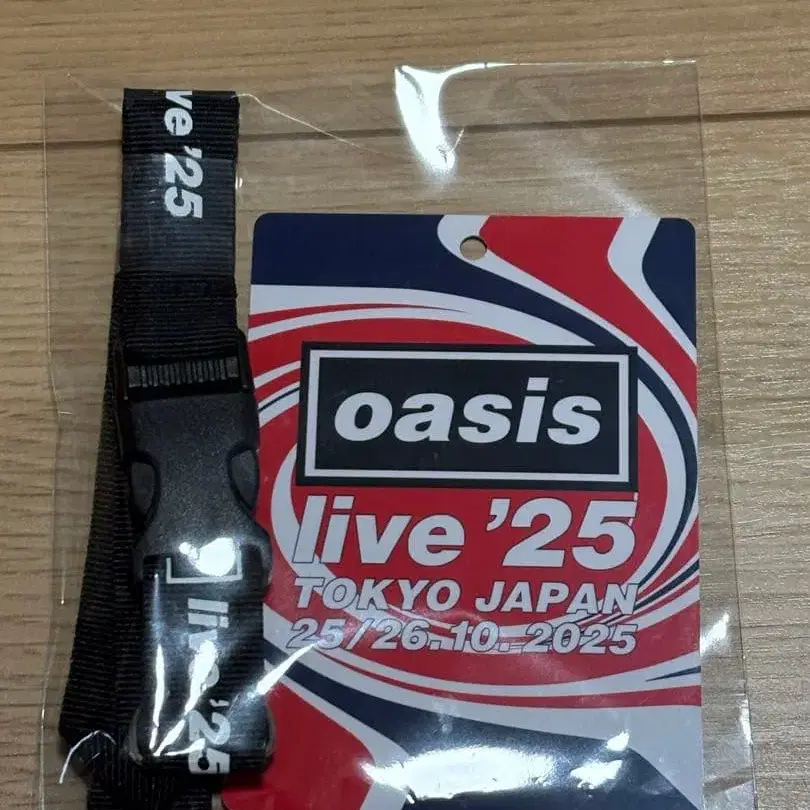 ve '25
oasis
live '25
TOKYO JAPAN
25/26.10.2025
live '25